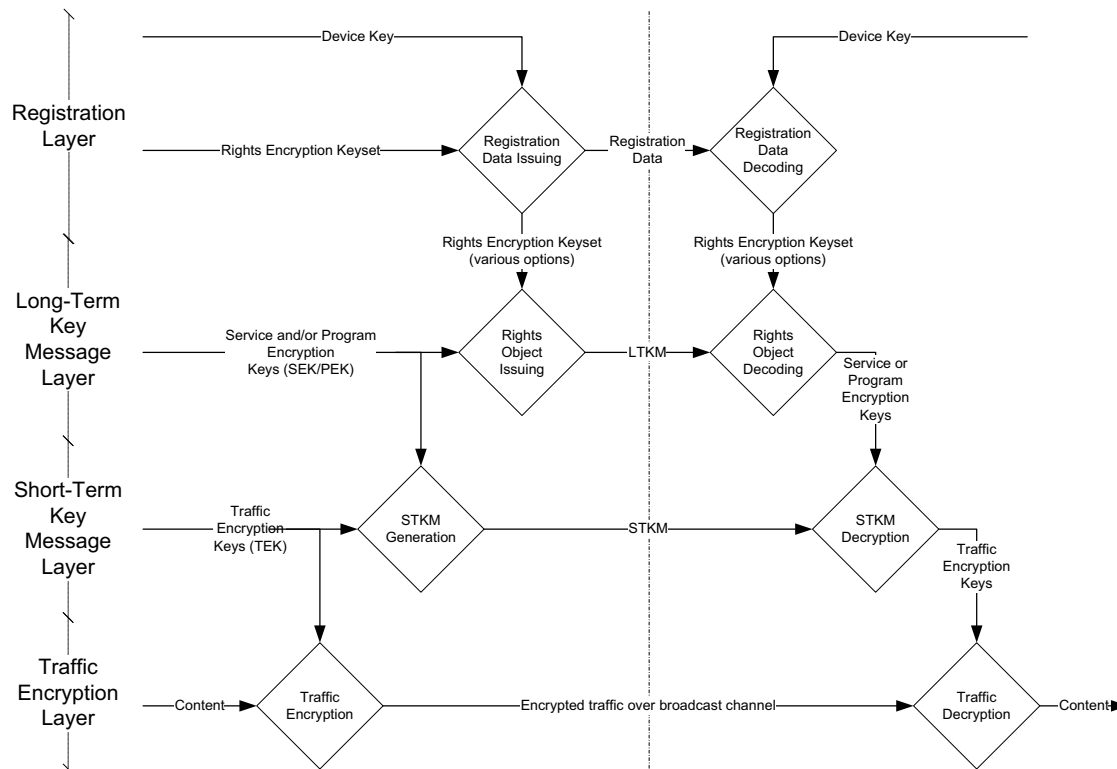 Device Key
Device Key
Registration
Layer
Rights Encryption Keyset
Registration
Data Issuing
Registration
Data
Registration
Data
Decoding
Rights Encryption Keyset
(various options)
Rights Encryption Keyset
(various options)
Long-Term
Key
Message
Layer
Service and/or Program
Encryption
Keys (SEK/PEK)
Rights
Object
Issuing
LTKM
Rights
Object
Decoding
Service or
Program
Encryption
Keys
Short-Term
Key
Message
Layer
Traffic
Encryption
Keys (TEK)
STKM
Generation
STKM
STKM
Decryption
Traffic
Encryption
Keys
Traffic
Encryption
Layer
Content
Traffic
Encryption
Encrypted traffic over broadcast channel
Traffic
Decryption
Content